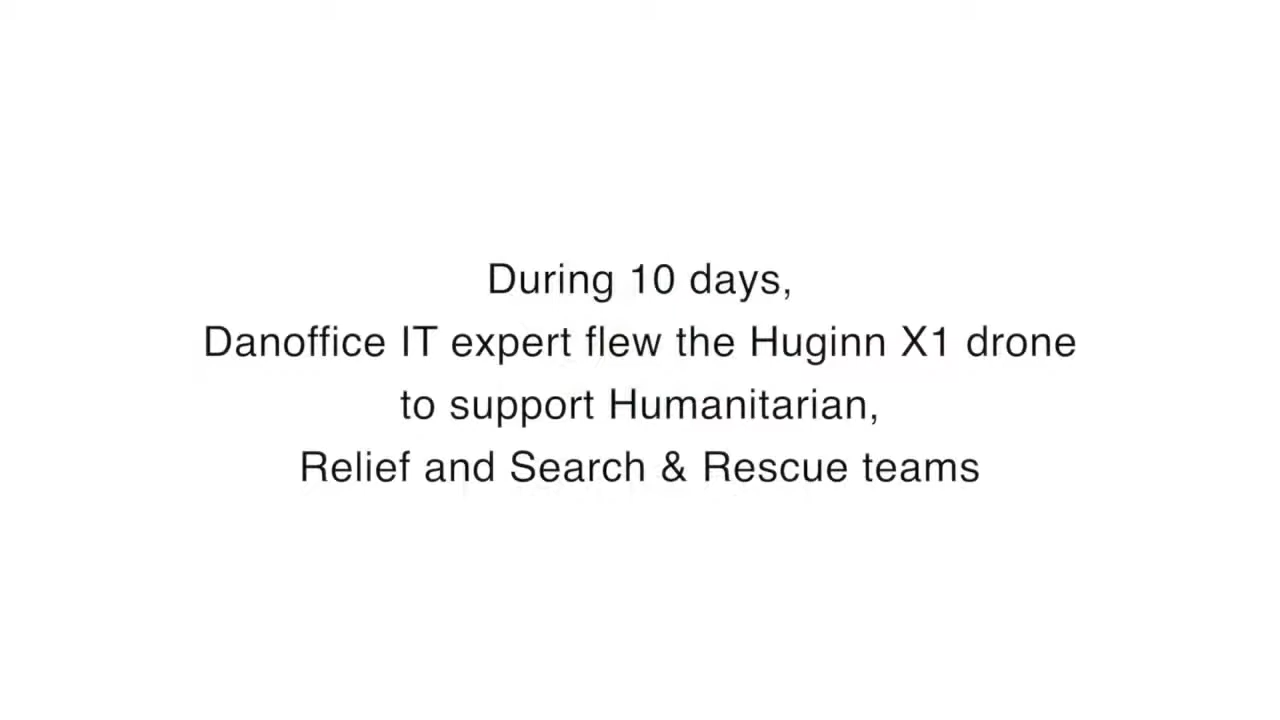 During 10 days,
Danoffice IT expert flew the Huginn X1 drone
to support Humanitarian,
Relief and Search & Rescue teams